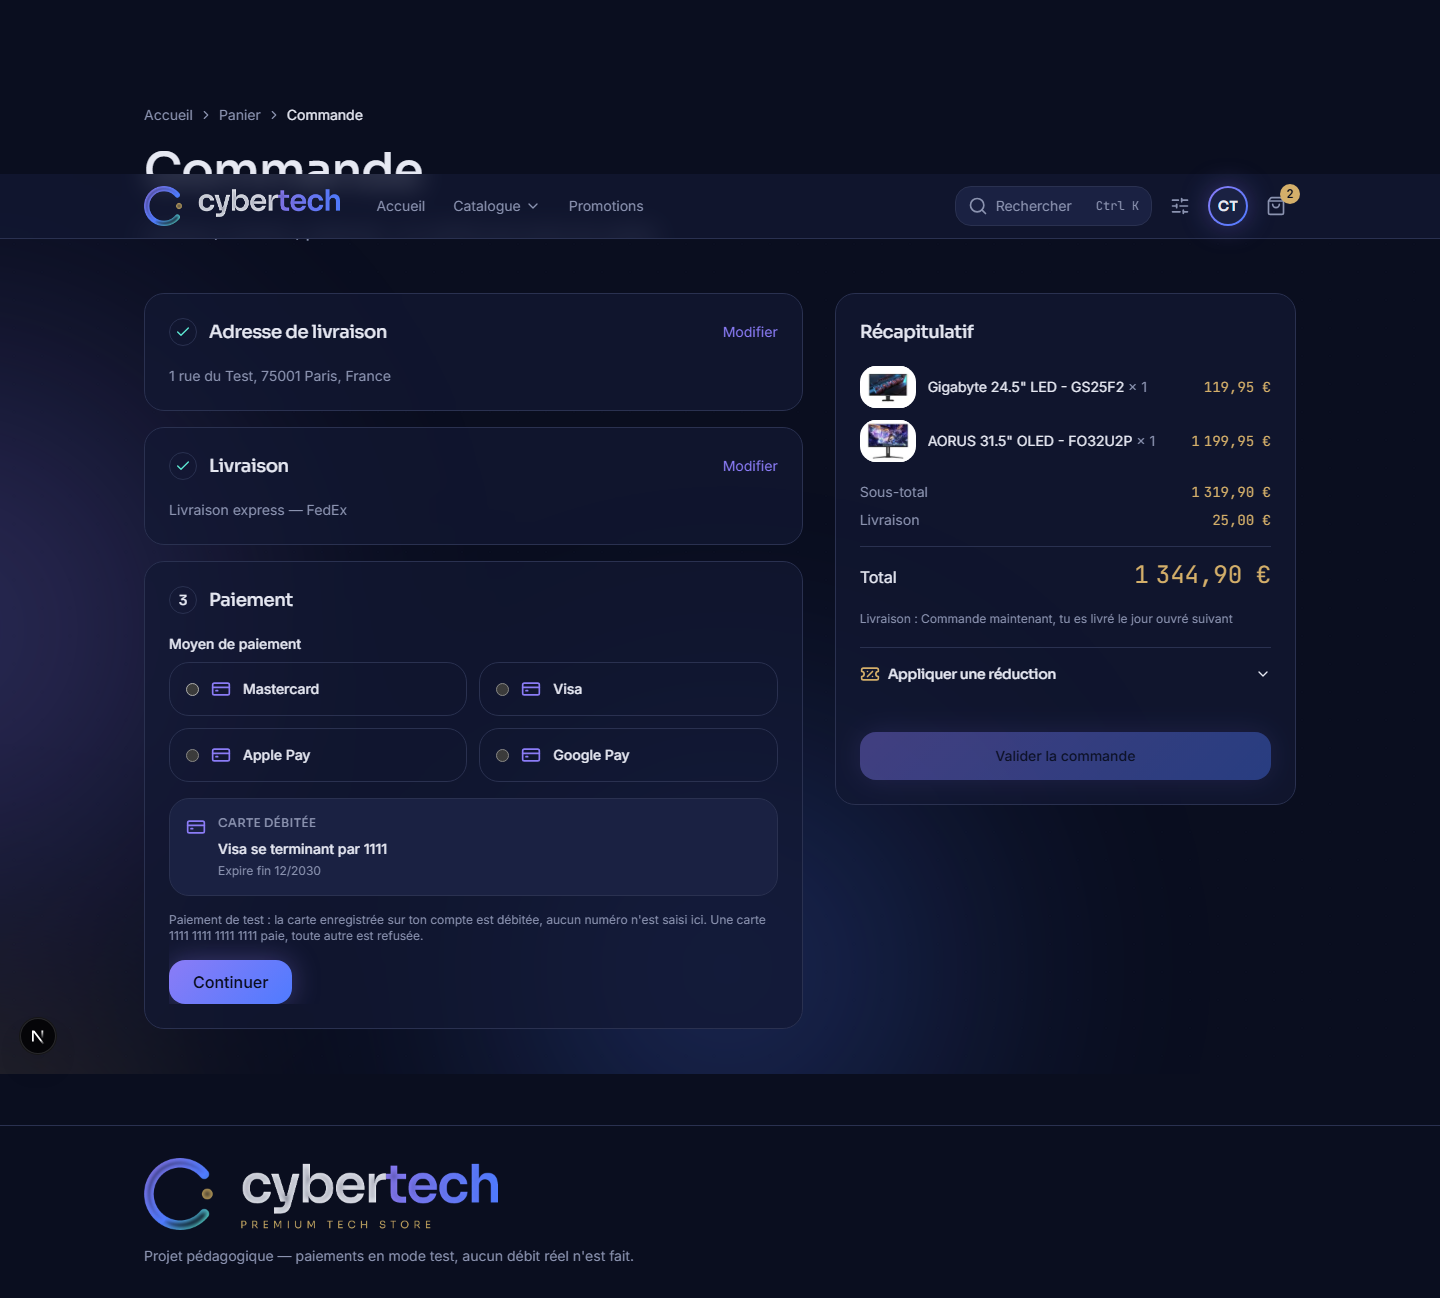 Accueil > Panier > Commande
Commande
cybertech
Accueil
Catalogue
Promotions
Rechercher
Ctrl K
CT
2
Adresse de livraison
Modifier
1 rue du Test, 75001 Paris, France
Livraison
Modifier
Livraison express — FedEx
3
Paiement
Moyen de paiement
Mastercard
Visa
Apple Pay
Google Pay
CARTE DÉBITÉE
Visa se terminant par 1111
Expire fin 12/2030
Paiement de test : la carte enregistrée sur ton compte est débitée, aucun numéro n'est saisi ici. Une carte
1111 1111 1111 1111 paie, toute autre est refusée.
Continuer
Récapitulatif
Gigabyte 24.5" LED - GS25F2 × 1
119,95 €
AORUS 31.5" OLED - FO32U2P × 1
1 199,95 €
Sous-total
1 319,90 €
Livraison
25,00 €
Total
1 344,90 €
Livraison : Commande maintenant, tu es livré le jour ouvré suivant
Appliquer une réduction
Valider la commande
N
cybertech
PREMIUM TECH STORE
Projet pédagogique — paiements en mode test, aucun débit réel n'est fait.